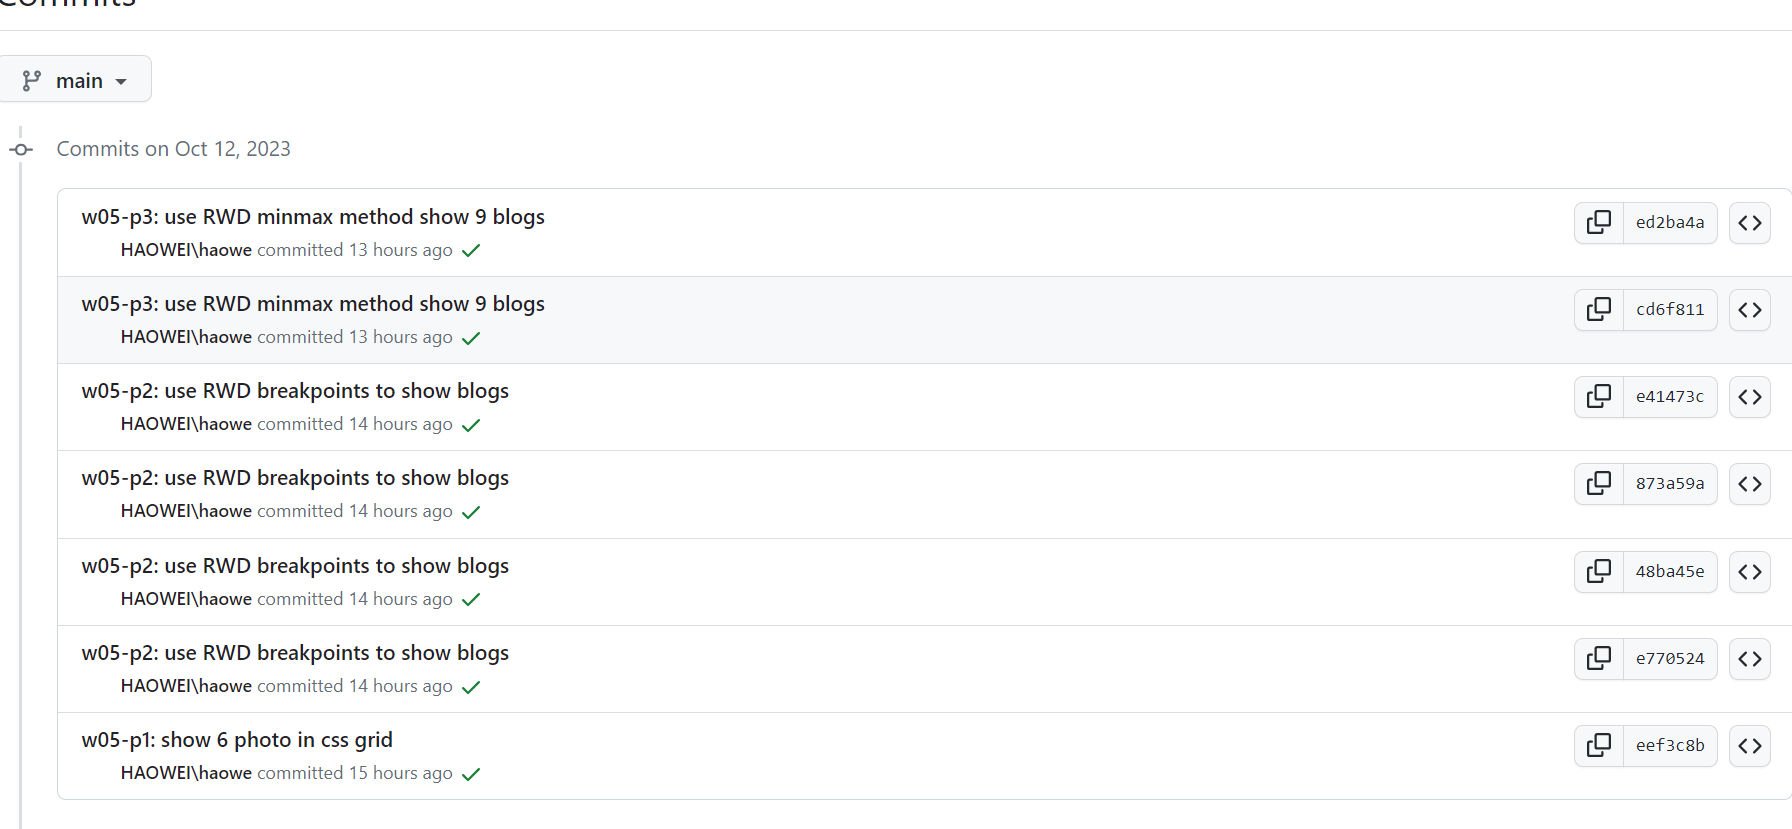 Commits
main
Commits on Oct 12, 2023
w05-p3: use RWD minmax method show 9 blogs
HAOWEI\haowe committed 13 hours ago
ed2ba4a
w05-p3: use RWD minmax method show 9 blogs
HAOWEI\haowe committed 13 hours ago
cd6f811
w05-p2: use RWD breakpoints to show blogs
HAOWEI\haowe committed 14 hours ago
e41473c
w05-p2: use RWD breakpoints to show blogs
HAOWEI\haowe committed 14 hours ago
873a59a
w05-p2: use RWD breakpoints to show blogs
HAOWEI\haowe committed 14 hours ago
48ba45e
w05-p2: use RWD breakpoints to show blogs
HAOWEI\haowe committed 14 hours ago
e770524
w05-p1: show 6 photo in css grid
HAOWEI\haowe committed 15 hours ago
eef3c8b